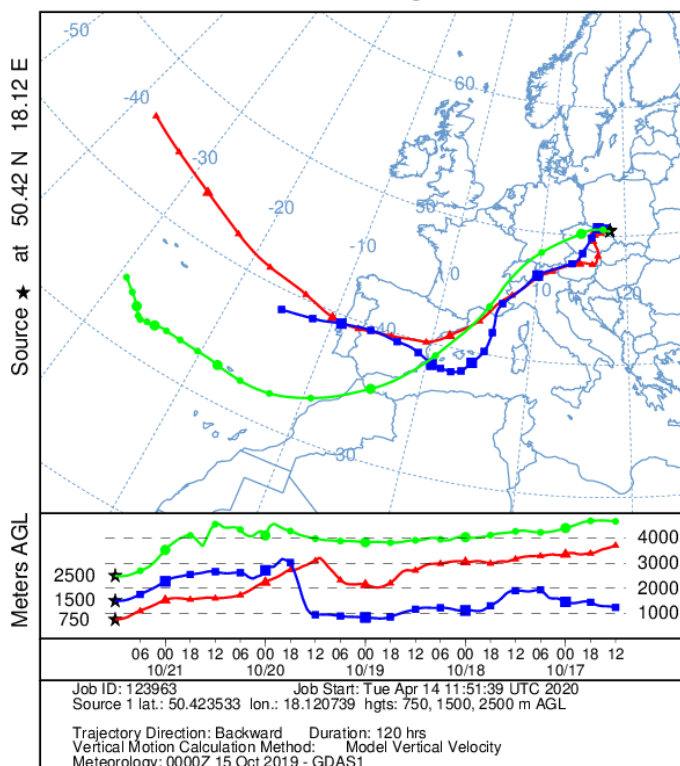 Source ★ at 50.42 N 18.12 E
-50
-40
-30
-20
-10
0
10
20
60
50
40
30
Meters AGL
2500
1500
750
4000
3000
2000
1000
06 00 18 12 06 00 18 12 06 00 18 12 06 00 18 12 06 00 18 12
10/21 10/20 10/19 10/18 10/17
Job ID: 123963 Job Start: Tue Apr 14 11:51:39 UTC 2020
Source 1 lat.: 50.423533 lon.: 18.120739 hgts: 750, 1500, 2500 m AGL
Trajectory Direction: Backward Duration: 120 hrs
Vertical Motion Calculation Method: Model Vertical Velocity
Meteorology: 0000Z 15 Oct 2019 - GDAS1